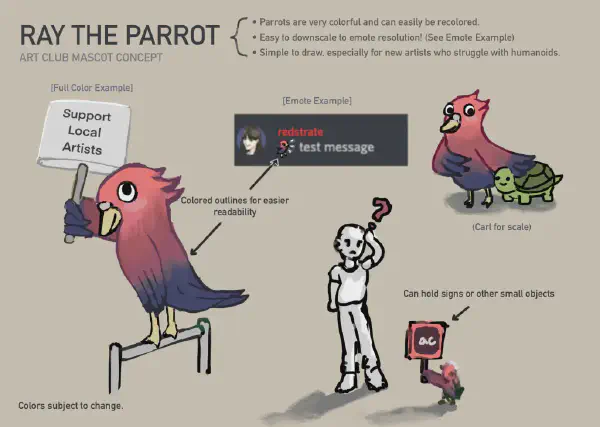 RAY THE PARROT
ART CLUB MASCOT CONCEPT
• Parrots are very colorful and can easily be recolored.
• Easy to downscale to emote resolution! (See Emote Example)
• Simple to draw, especially for new artists who struggle with humanoids.
[Full Color Example]
Support
Local
Artists
[Emote Example]
redstrate
test message
Colored outlines for easier
readability
(Carl for scale)
?
Can hold signs or other small objects
ac
Colors subject to change.